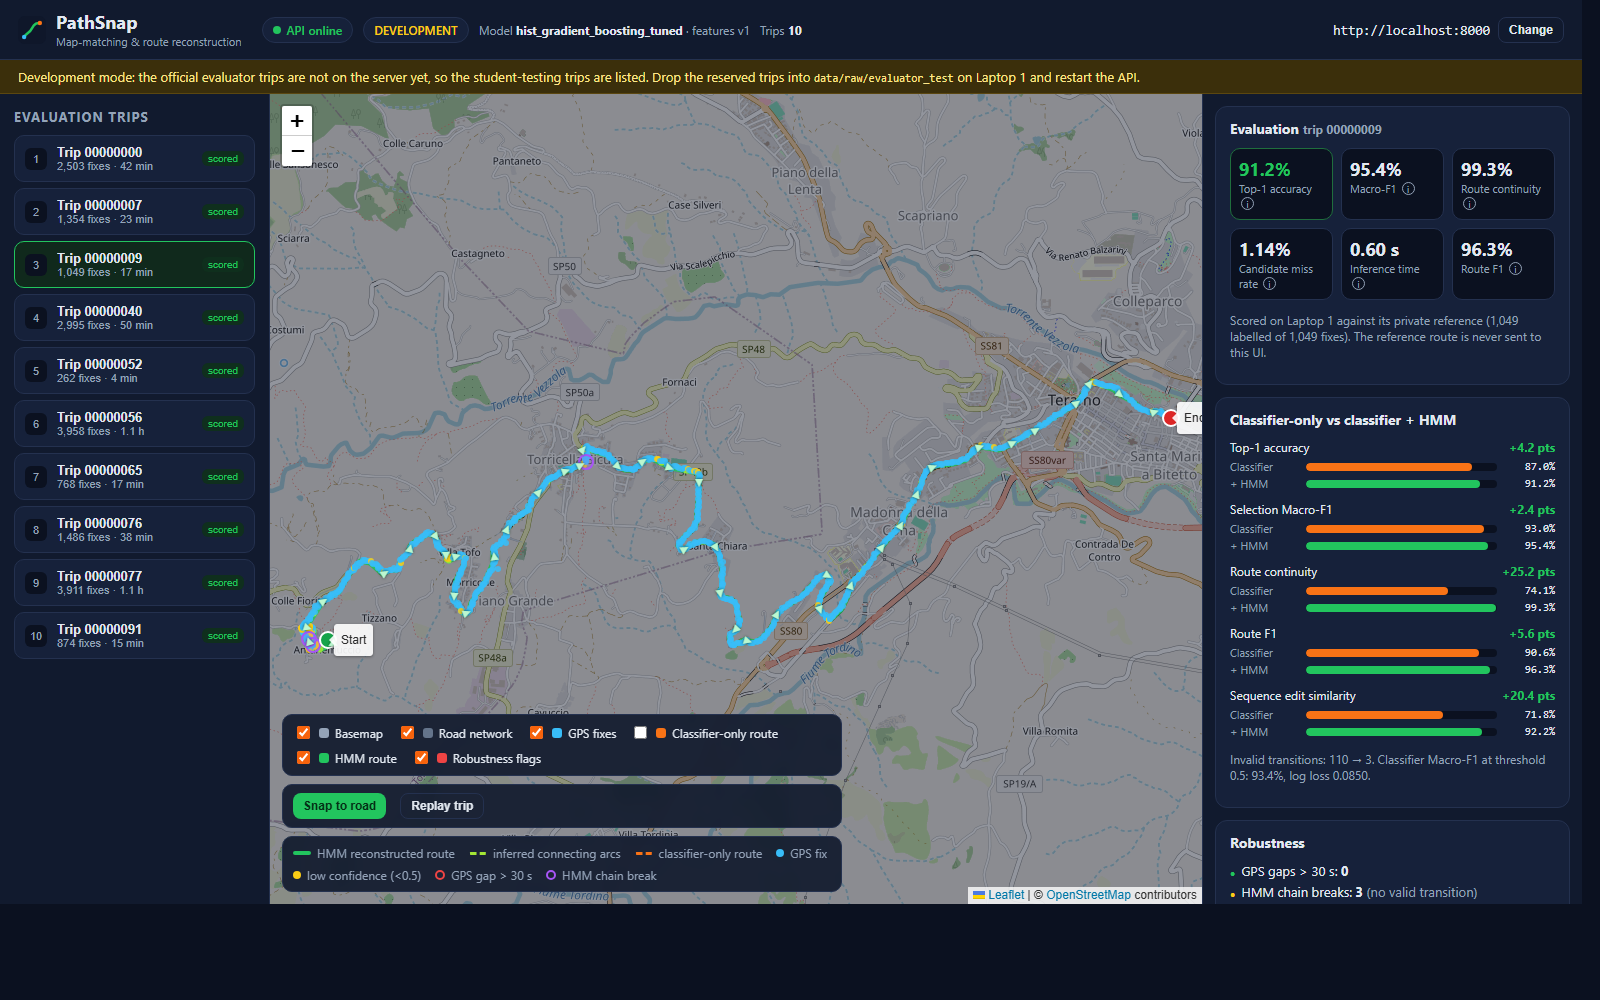 PathSnap
Map-matching & route reconstruction
API online
DEVELOPMENT
Model hist_gradient_boosting_tuned · features v1 Trips 10
http://localhost:8000
Change
Development mode: the official evaluator trips are not on the server yet, so the student-testing trips are listed. Drop the reserved trips into data/raw/evaluator_test on Laptop 1 and restart the API.
EVALUATION TRIPS
1
Trip 00000000
2,503 fixes · 42 min
scored
2
Trip 00000007
1,354 fixes · 23 min
scored
3
Trip 00000009
1,049 fixes · 17 min
scored
4
Trip 00000040
2,995 fixes · 50 min
scored
5
Trip 00000052
262 fixes · 4 min
scored
6
Trip 00000056
3,958 fixes · 1.1 h
scored
7
Trip 00000065
768 fixes · 17 min
scored
8
Trip 00000076
1,486 fixes · 38 min
scored
9
Trip 00000077
3,911 fixes · 1.1 h
scored
10
Trip 00000091
874 fixes · 15 min
scored
+
−
Colle Caruno
Pantaneto
Piano della
Lenta
Case Silveri
Scapriano
Sciarra
Castagneto
SP50
Via Scalepicchio
Via Renato Balzarini
Colleparco
Torrente Vezzola
SS81
SP48
Fornaci
SP50a
Torrente Vezzola
Teramo
End
Santa Mari
a Bitetto
SS80var
Madonna della
Cona
Contrada De
Contro
Colle Fiori
Tizzano
Start
SP48a
SS80
Fiume Tordino
Villa Romita
SP19/A
Villa Tordinia
Basemap
Road network
GPS fixes
Classifier-only route
HMM route
Robustness flags
Snap to road
Replay trip
HMM reconstructed route
inferred connecting arcs
classifier-only route
GPS fix
low confidence (<0.5)
GPS gap > 30 s
HMM chain break
Leaflet | © OpenStreetMap contributors
Evaluation trip 00000009
91.2%
Top-1 accuracy
95.4%
Macro-F1
99.3%
Route continuity
1.14%
Candidate miss
rate
0.60 s
Inference time
96.3%
Route F1
Scored on Laptop 1 against its private reference (1,049
labelled of 1,049 fixes). The reference route is never sent to
this UI.
Classifier-only vs classifier + HMM
Top-1 accuracy +4.2 pts
Classifier 87.0%
+ HMM 91.2%
Selection Macro-F1 +2.4 pts
Classifier 93.0%
+ HMM 95.4%
Route continuity +25.2 pts
Classifier 74.1%
+ HMM 99.3%
Route F1 +5.6 pts
Classifier 90.6%
+ HMM 96.3%
Sequence edit similarity +20.4 pts
Classifier 71.8%
+ HMM 92.2%
Invalid transitions: 110 → 3. Classifier Macro-F1 at threshold
0.5: 93.4%, log loss 0.0850.
Robustness
GPS gaps > 30 s: 0
HMM chain breaks: 3 (no valid transition)